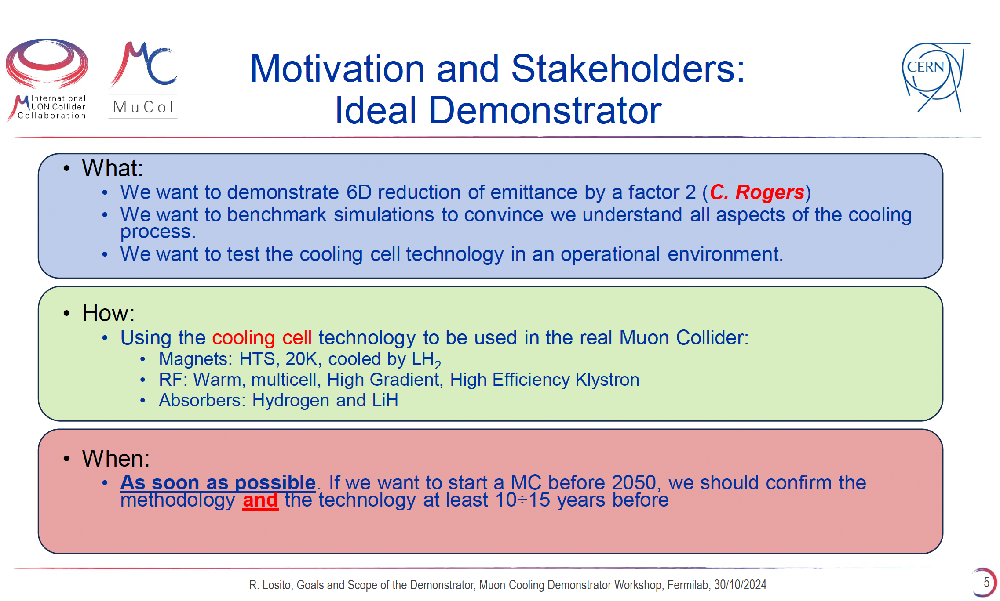 International
MUON Collider
Collaboration
MC
MuCol
Motivation and Stakeholders:
Ideal Demonstrator
CERN
• What:
• We want to demonstrate 6D reduction of emittance by a factor 2 (C. Rogers)
• We want to benchmark simulations to convince we understand all aspects of the cooling
process.
• We want to test the cooling cell technology in an operational environment.
• How:
• Using the cooling cell technology to be used in the real Muon Collider:
• Magnets: HTS, 20K, cooled by LH₂
• RF: Warm, multicell, High Gradient, High Efficiency Klystron
• Absorbers: Hydrogen and LiH
• When:
• As soon as possible. If we want to start a MC before 2050, we should confirm the
methodology and the technology at least 10÷15 years before
R. Losito, Goals and Scope of the Demonstrator, Muon Cooling Demonstrator Workshop, Fermilab, 30/10/2024
5